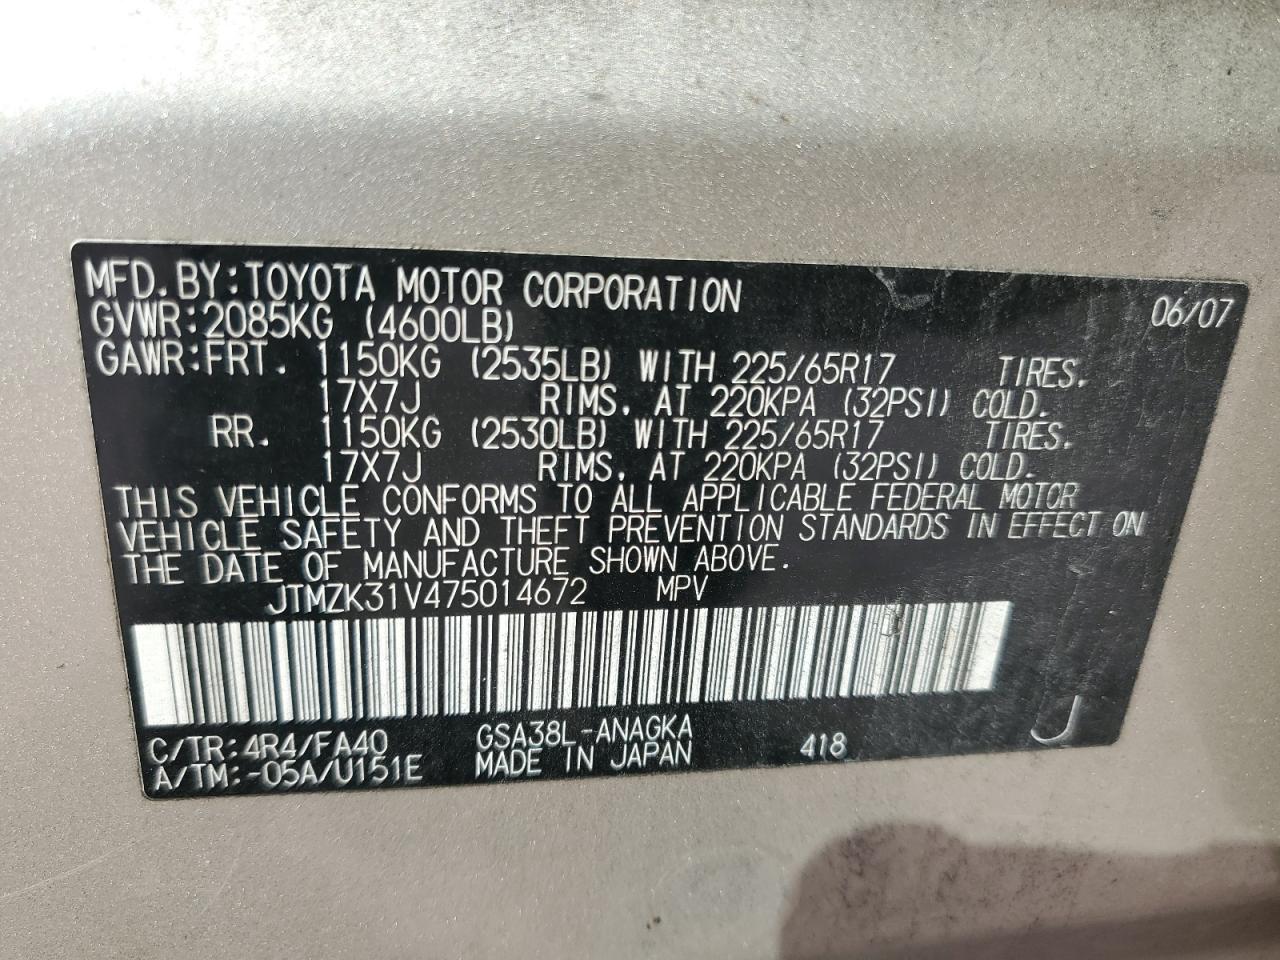 MFD.BY:TOYOTA MOTOR CORPORATION 06/07
GVWR:2085KG (4600LB)
GAWR:FRT. 1150KG (2535LB) WITH 225/65R17 TIRES.
17X7J RIMS, AT 220KPA (32PSI) COLD.
RR. 1150KG (2530LB) WITH 225/65R17 TIRES.
17X7J RIMS, AT 220KPA (32PSI) COLD.
THIS VEHICLE CONFORMS TO ALL APPLICABLE FEDERAL MOTOR
VEHICLE SAFETY AND THEFT PREVENTION STANDARDS IN EFFECT ON
THE DATE OF MANUFACTURE SHOWN ABOVE.
JTMZK31V475014672 MPV
C/TR:4R4/FA40 GSA38L-ANAGKA 418 J
A/TM:-05A/U151E MADE IN JAPAN